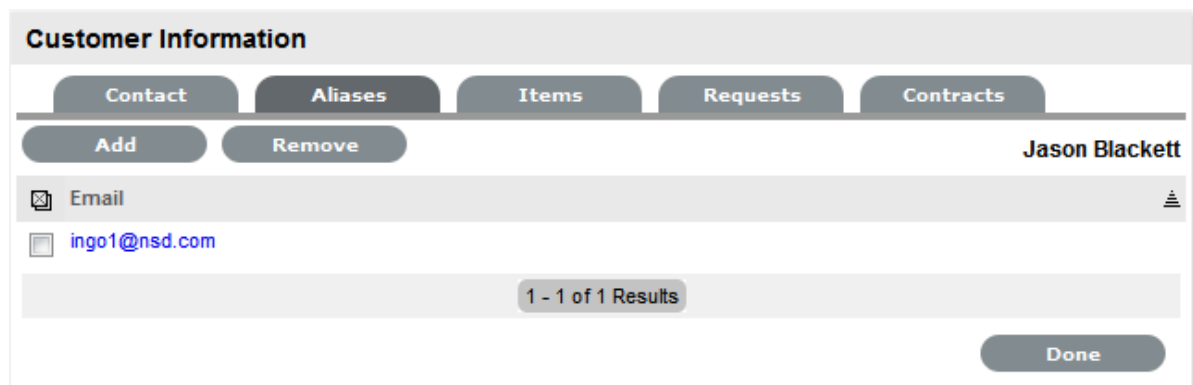 Customer Information
Contact Aliases Items Requests Contracts
Add Remove Jason Blackett
Email
ingo1@nsd.com
1 - 1 of 1 Results
Done